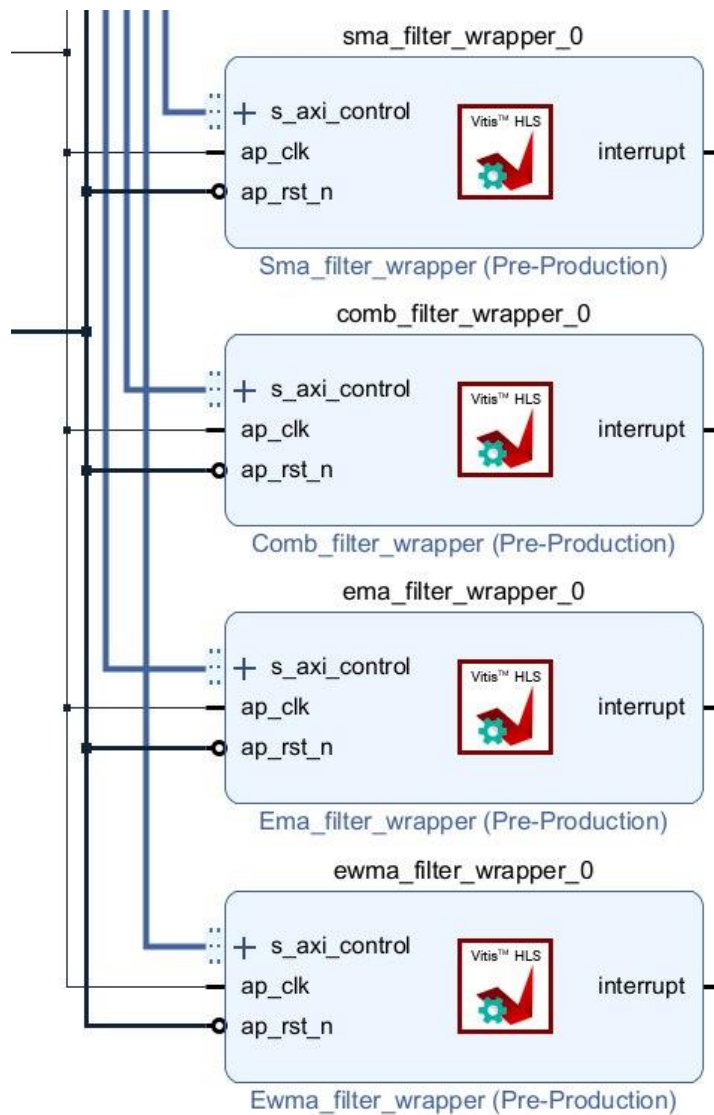 sma_filter_wrapper_0
s_axi_control
Vitis™ HLS
ap_clk
interrupt
ap_rst_n
Sma_filter_wrapper (Pre-Production)
comb_filter_wrapper_0
s_axi_control
Vitis™ HLS
ap_clk
interrupt
ap_rst_n
Comb_filter_wrapper (Pre-Production)
ema_filter_wrapper_0
s_axi_control
Vitis™ HLS
ap_clk
interrupt
ap_rst_n
Ema_filter_wrapper (Pre-Production)
ewma_filter_wrapper_0
s_axi_control
Vitis™ HLS
ap_clk
interrupt
ap_rst_n
Ewma_filter_wrapper (Pre-Production)